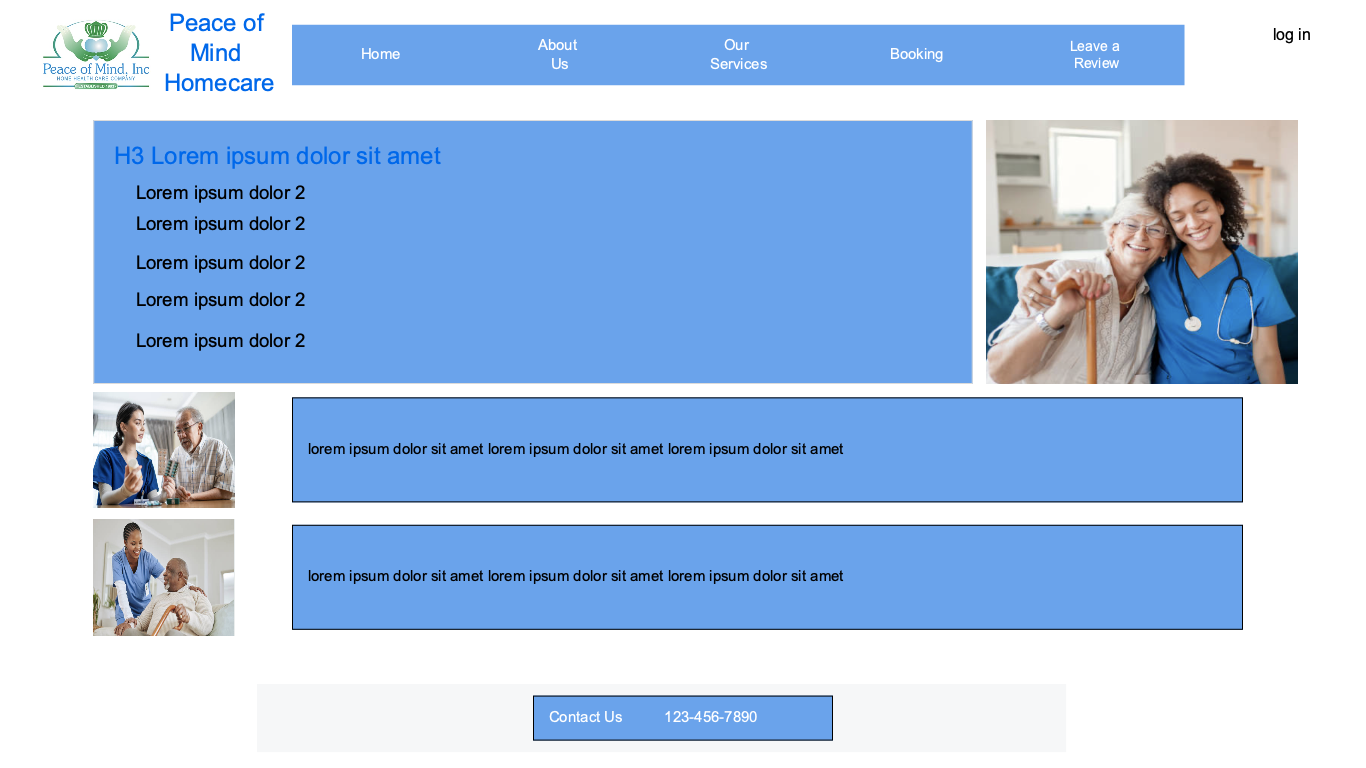 Peace of Mind, Inc
HOME HEALTH CARE COMPANY
ESTABLISHED 1991
Peace of
Mind
Homecare
Home
About
Us
Our
Services
Booking
Leave a
Review
log in
H3 Lorem ipsum dolor sit amet
Lorem ipsum dolor 2
Lorem ipsum dolor 2
Lorem ipsum dolor 2
Lorem ipsum dolor 2
Lorem ipsum dolor 2
lorem ipsum dolor sit amet lorem ipsum dolor sit amet lorem ipsum dolor sit amet
lorem ipsum dolor sit amet lorem ipsum dolor sit amet lorem ipsum dolor sit amet
Contact Us 123-456-7890